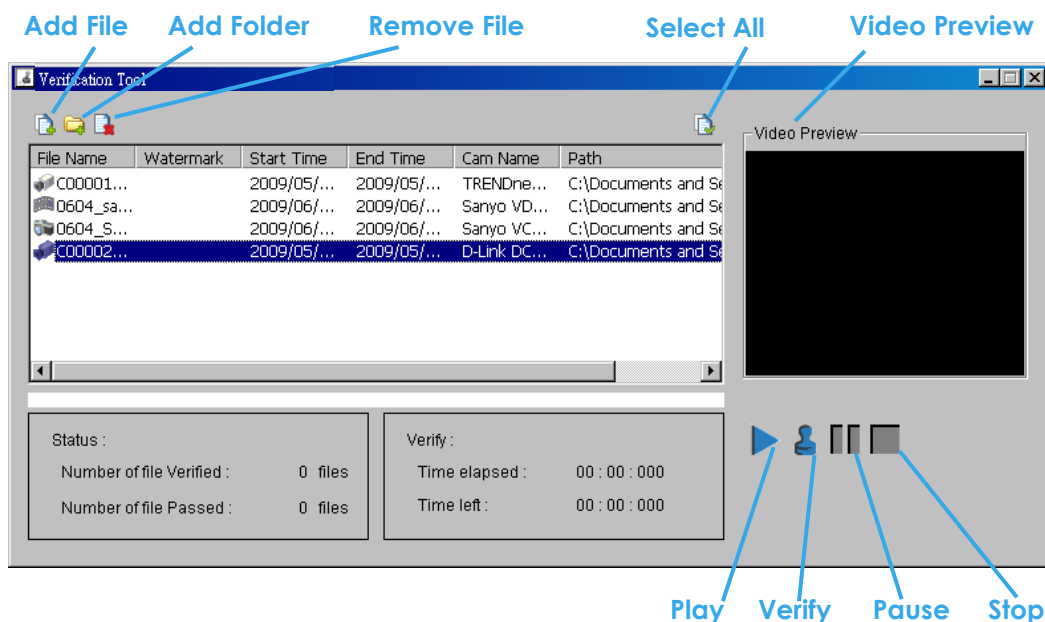 Add File Add Folder Remove File Select All Video Preview
Verification Tool
Video Preview
File Name Watermark Start Time End Time Cam Name Path
C00001... 2009/05/... 2009/05/... TRENDne... C:\Documents and Se
0604_sa... 2009/06/... 2009/06/... Sanyo VD... C:\Documents and Se
0604_S... 2009/06/... 2009/06/... Sanyo VC... C:\Documents and Se
C00002... 2009/05/... 2009/05/... D-Link DC... C:\Documents and Se
Status :
Number of file Verified : 0 files
Number of file Passed : 0 files
Verify :
Time elapsed : 00 : 00 : 000
Time left : 00 : 00 : 000
Play Verify Pause Stop